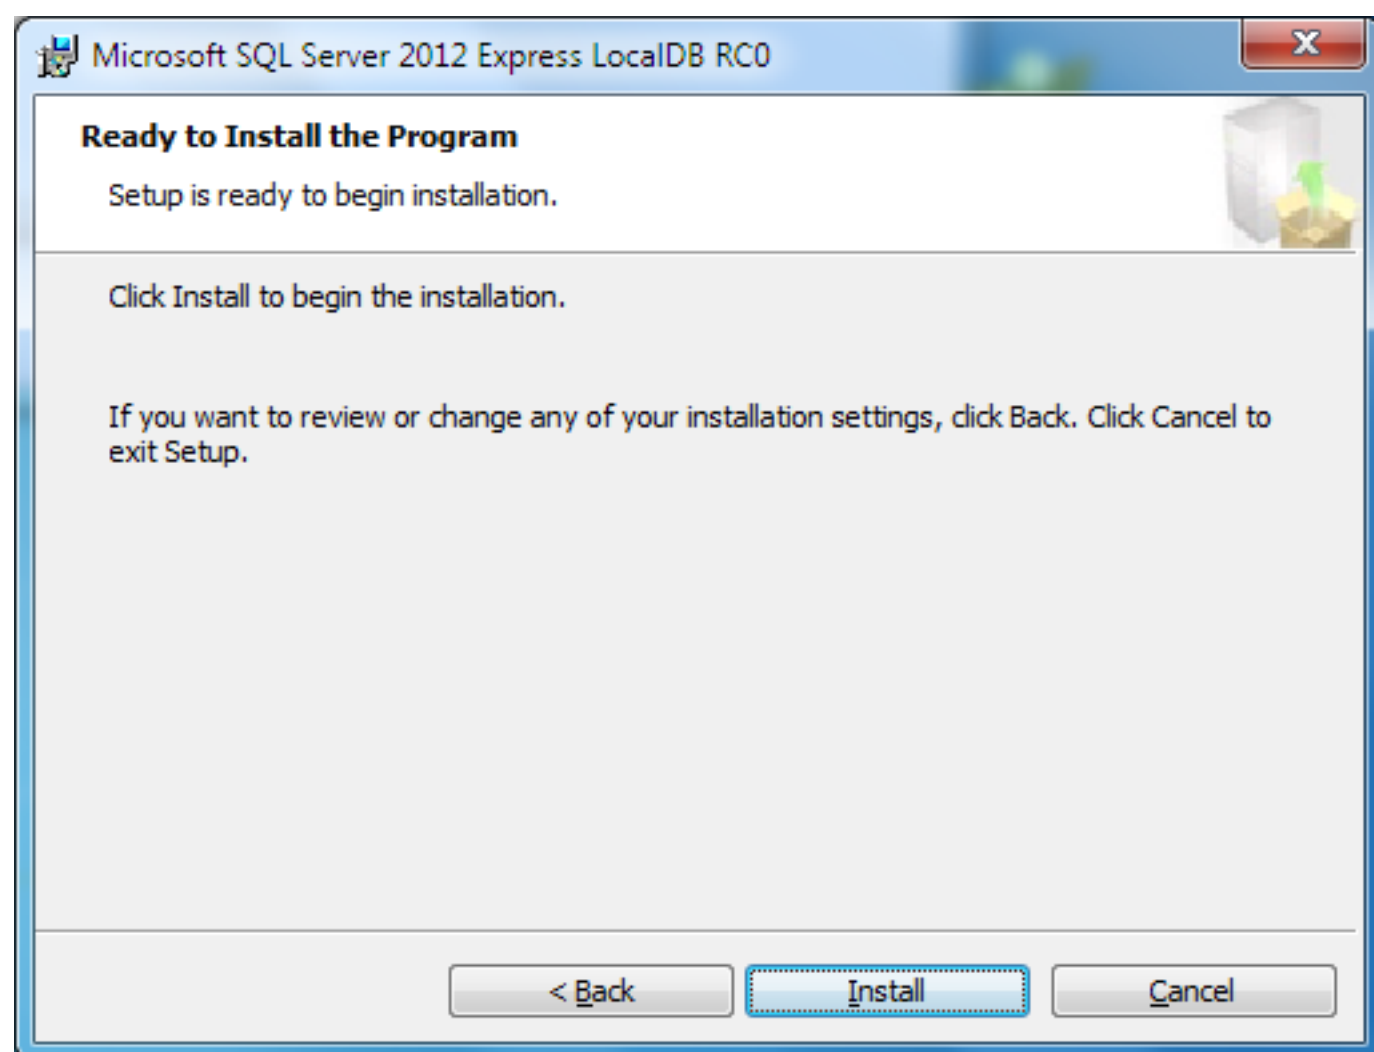 Microsoft SQL Server 2012 Express LocalDB RC0
Ready to Install the Program
Setup is ready to begin installation.
Click Install to begin the installation.
If you want to review or change any of your installation settings, click Back. Click Cancel to
exit Setup.
< Back
Install
Cancel